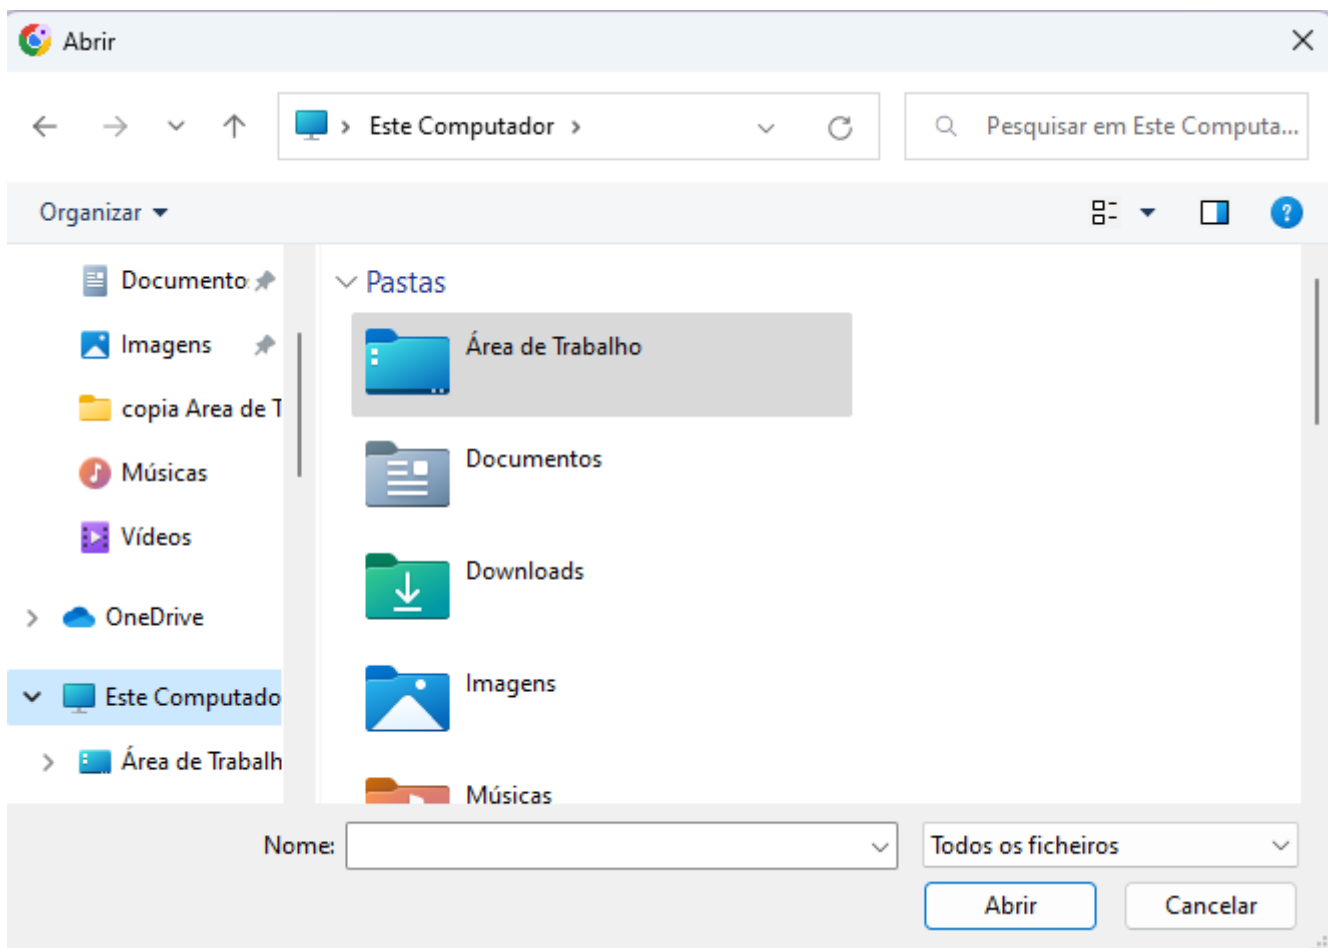 Abrir
Este Computador
Pesquisar em Este Computa...
Organizar
Documentos
Imagens
copia Area de T
Músicas
Vídeos
OneDrive
Este Computado
Área de Trabalh
Pastas
Área de Trabalho
Documentos
Downloads
Imagens
Músicas
Nome:
Todos os ficheiros
Abrir
Cancelar